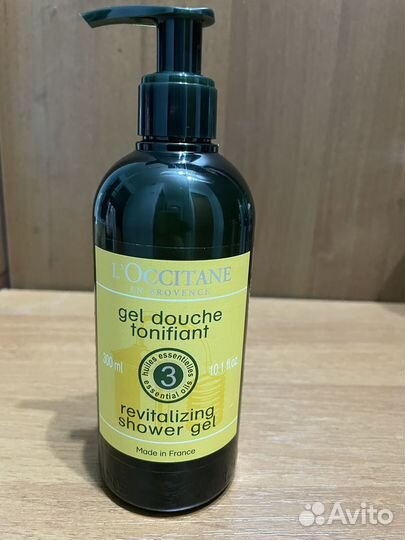 L'OCCITANE
EN PROVENCE
gel douche
tonifiant
300 ml
huiles essentielles
3
essential oils
10.1 fl.oz.
revitalizing
shower gel
Made in France
Avito